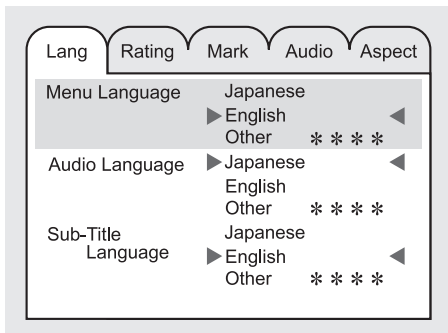 Lang Rating Mark Audio Aspect
Menu Language Japanese
▶English ◀
Other ＊＊＊＊
Audio Language ▶Japanese ◀
English
Other ＊＊＊＊
Sub-Title Japanese
Language ▶English ◀
Other ＊＊＊＊